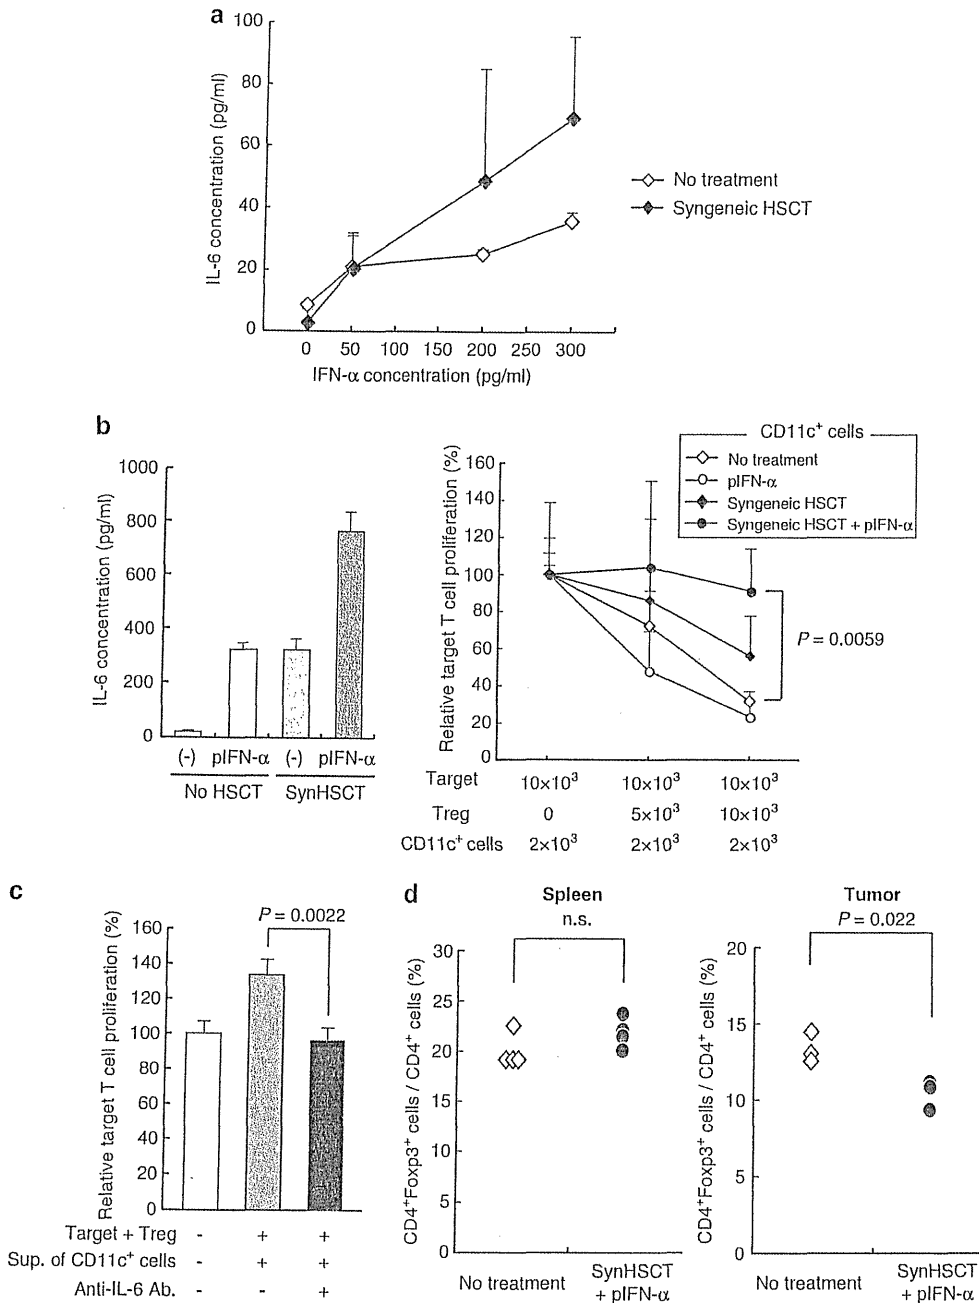 a
100
80
60
40
20
0
IL-6 concentration (pg/ml)
0 50 100 150 200 250 300
IFN-α concentration (pg/ml)
No treatment
Syngeneic HSCT
b
1000
800
600
400
200
0
IL-6 concentration (pg/ml)
(-) pIFN-α (-) pIFN-α
No HSCT SynHSCT
160
140
120
100
80
60
40
20
0
Relative target T cell proliferation (%)
CD11c⁺ cells
No treatment
pIFN-α
Syngeneic HSCT
Syngeneic HSCT + pIFN-α
P = 0.0059
Target 10×10³ 10×10³ 10×10³
Treg 0 5×10³ 10×10³
CD11c⁺ cells 2×10³ 2×10³ 2×10³
c
160
140
120
100
80
60
40
20
0
Relative target T cell proliferation (%)
P = 0.0022
Target + Treg - + +
Sup. of CD11c⁺ cells - + +
Anti-IL-6 Ab. - - +
d
Spleen
n.s.
30
25
20
15
10
5
0
CD4⁺Foxp3⁺ cells / CD4⁺ cells (%)
No treatment SynHSCT
+ pIFN-α
Tumor
P = 0.022
20
15
10
5
0
CD4⁺Foxp3⁺ cells / CD4⁺ cells (%)
No treatment SynHSCT
+ pIFN-α